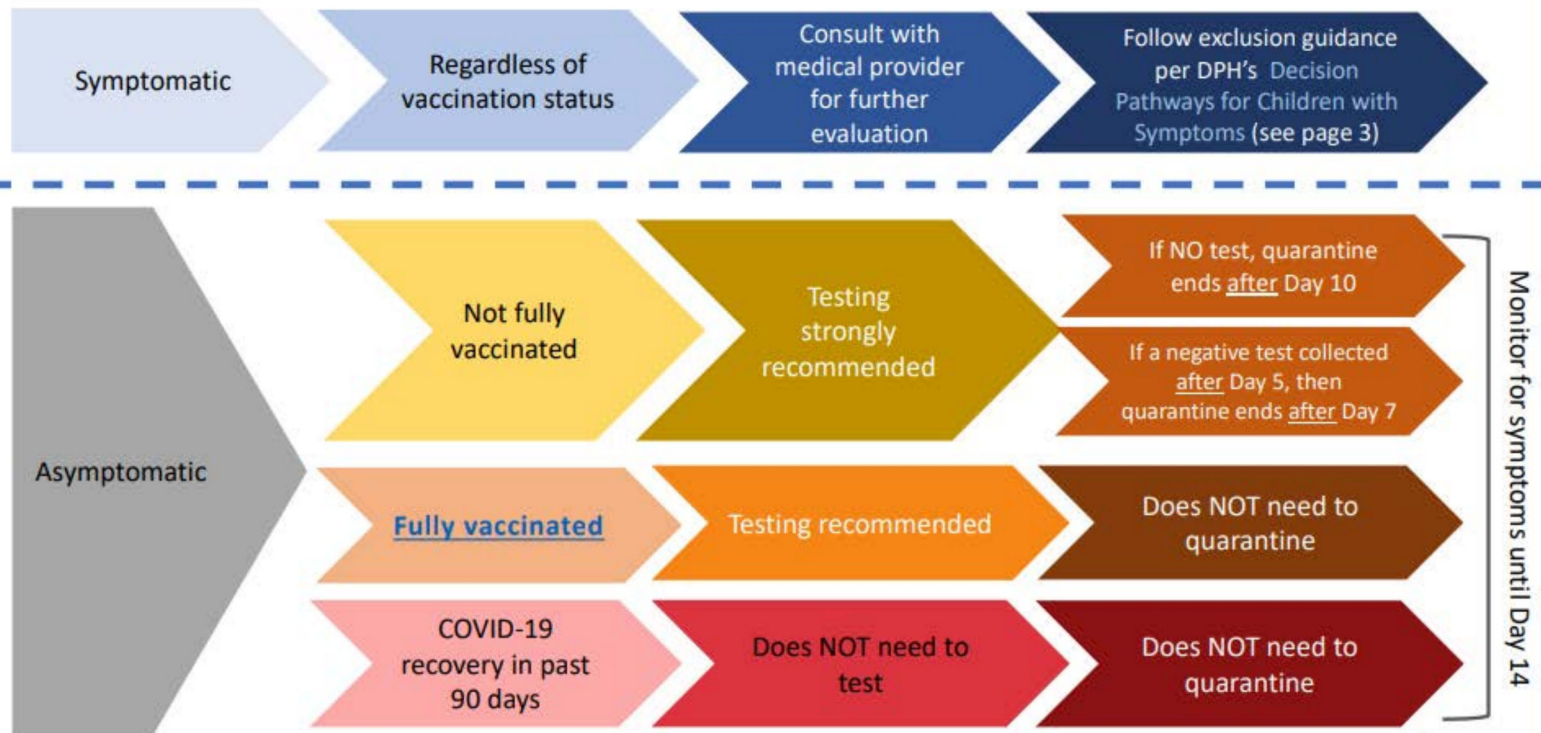 Symptomatic
Regardless of
vaccination status
Consult with
medical provider
for further
evaluation
Follow exclusion guidance
per DPH's Decision
Pathways for Children with
Symptoms (see page 3)
Asymptomatic
Not fully
vaccinated
Testing
strongly
recommended
If NO test, quarantine
ends after Day 10
If a negative test collected
after Day 5, then
quarantine ends after Day 7
Fully vaccinated
Testing recommended
Does NOT need to
quarantine
COVID-19
recovery in past
90 days
Does NOT need to
test
Does NOT need to
quarantine
Monitor for symptoms until Day 14